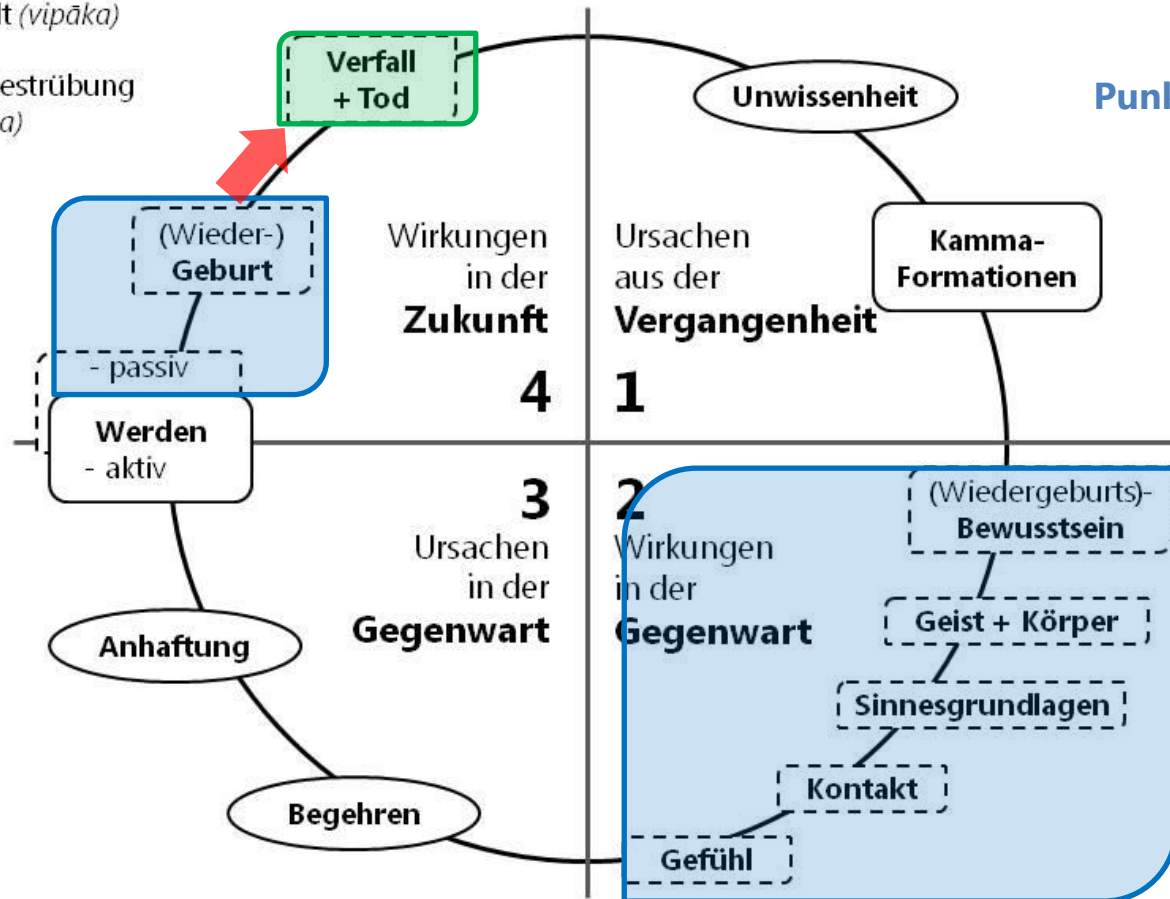 lt (vipāka)
estrübung
a)
Verfall
+ Tod
Unwissenheit
(Wieder-)
Geburt
Wirkungen
in der
Zukunft
4
Ursachen
aus der
Vergangenheit
1
Kamma-
Formationen
- passiv
Werden
- aktiv
3
Ursachen
in der
Gegenwart
2
Wirkungen
in der
Gegenwart
(Wiedergeburts)-
Bewusstsein
Geist + Körper
Sinnesgrundlagen
Kontakt
Gefühl
Anhaftung
Begehren